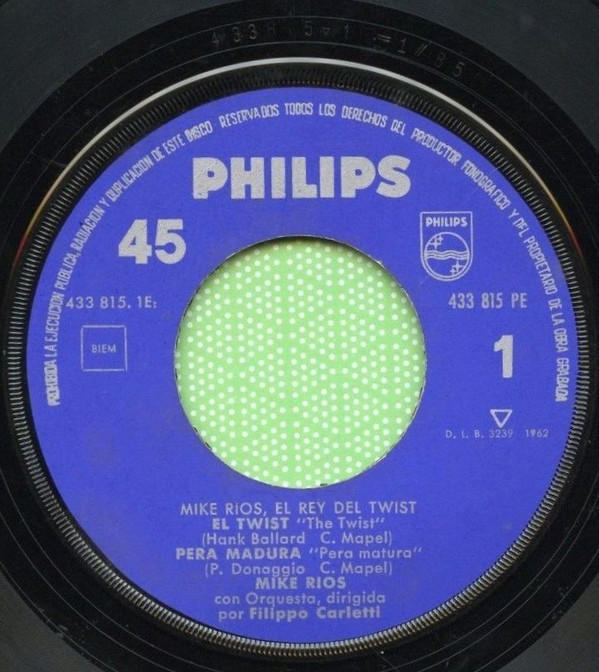 PROHIBIDA LA EJECUCION PUBLICA, RADIACION Y DUPLICACION DE ESTE DISCO RESERVADOS TODOS LOS DERECHOS DEL PRODUCTOR FONOGRAFICO Y DEL PROPIETARIO DE LA OBRA GRABADA
PHILIPS
45
PHILIPS
433 815. 1E:
433 815 PE
BIEM
1
D. L. B. 3239 1962
MIKE RIOS, EL REY DEL TWIST
EL TWIST "The Twist"
(Hank Ballard C. Mapel)
PERA MADURA "Pera matura"
(P. Donaggio C. Mapel)
MIKE RIOS
con Orquesta, dirigida
por Filippo Carletti